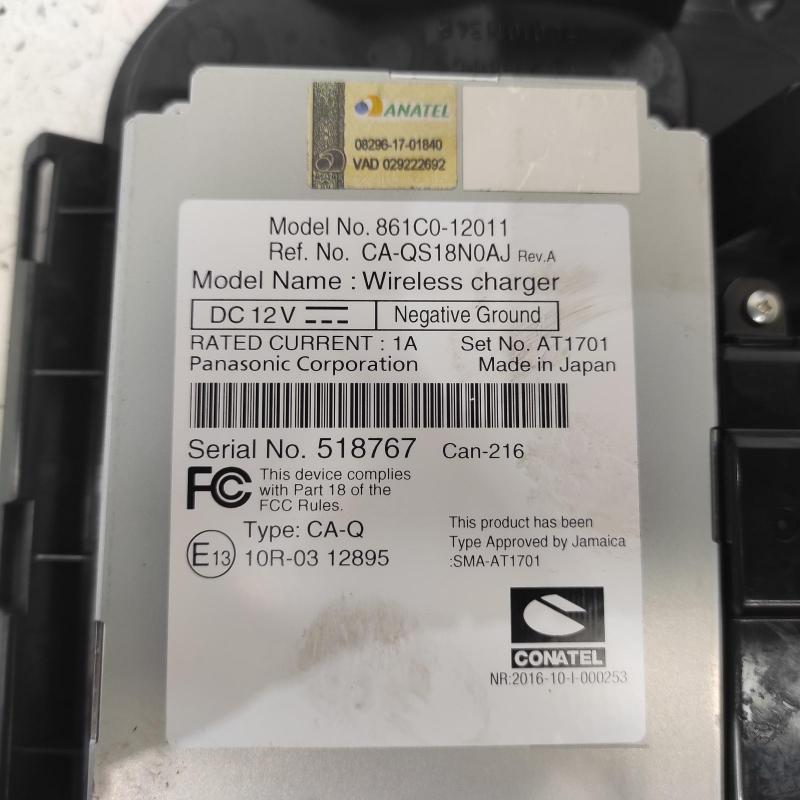 ANATEL
08296-17-01840
VAD 029222692
Model No. 861C0-12011
Ref. No. CA-QS18N0AJ Rev.A
Model Name : Wireless charger
DC 12 V Negative Ground
RATED CURRENT : 1A Set No. AT1701
Panasonic Corporation Made in Japan
Serial No. 518767 Can-216
FC This device complies
with Part 18 of the
FCC Rules.
Type: CA-Q
E13 10R-03 12895
This product has been
Type Approved by Jamaica
:SMA-AT1701
CONATEL
NR:2016-10-I-000253